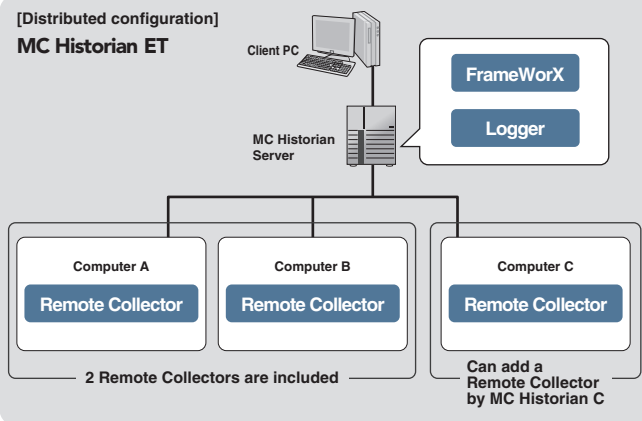 [Distributed configuration]
MC Historian ET
Client PC
FrameWorX
Logger
MC Historian
Server
Computer A
Remote Collector
Computer B
Remote Collector
Computer C
Remote Collector
2 Remote Collectors are included
Can add a
Remote Collector
by MC Historian C